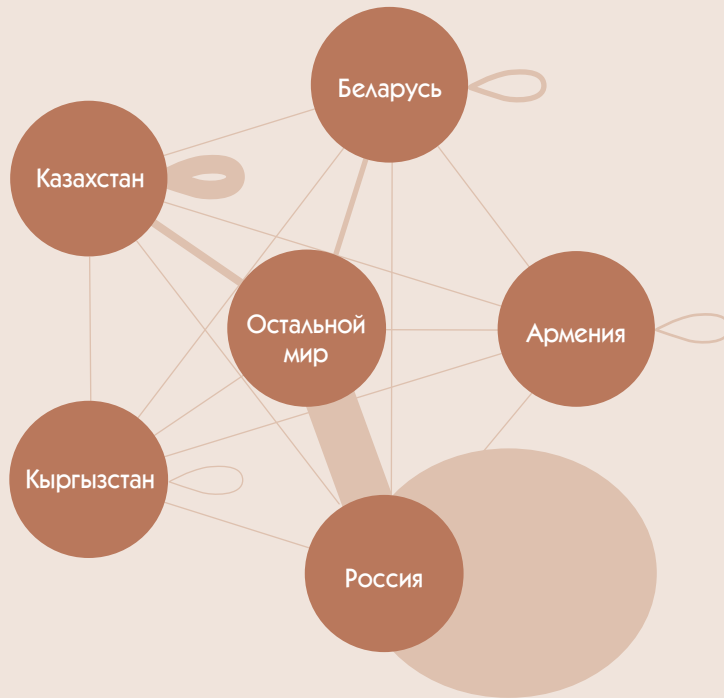 Беларусь
Казахстан
Остальной
мир
Армения
Кыргызстан
Россия